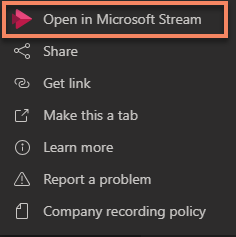 Open in Microsoft Stream
Share
Get link
Make this a tab
Learn more
Report a problem
Company recording policy